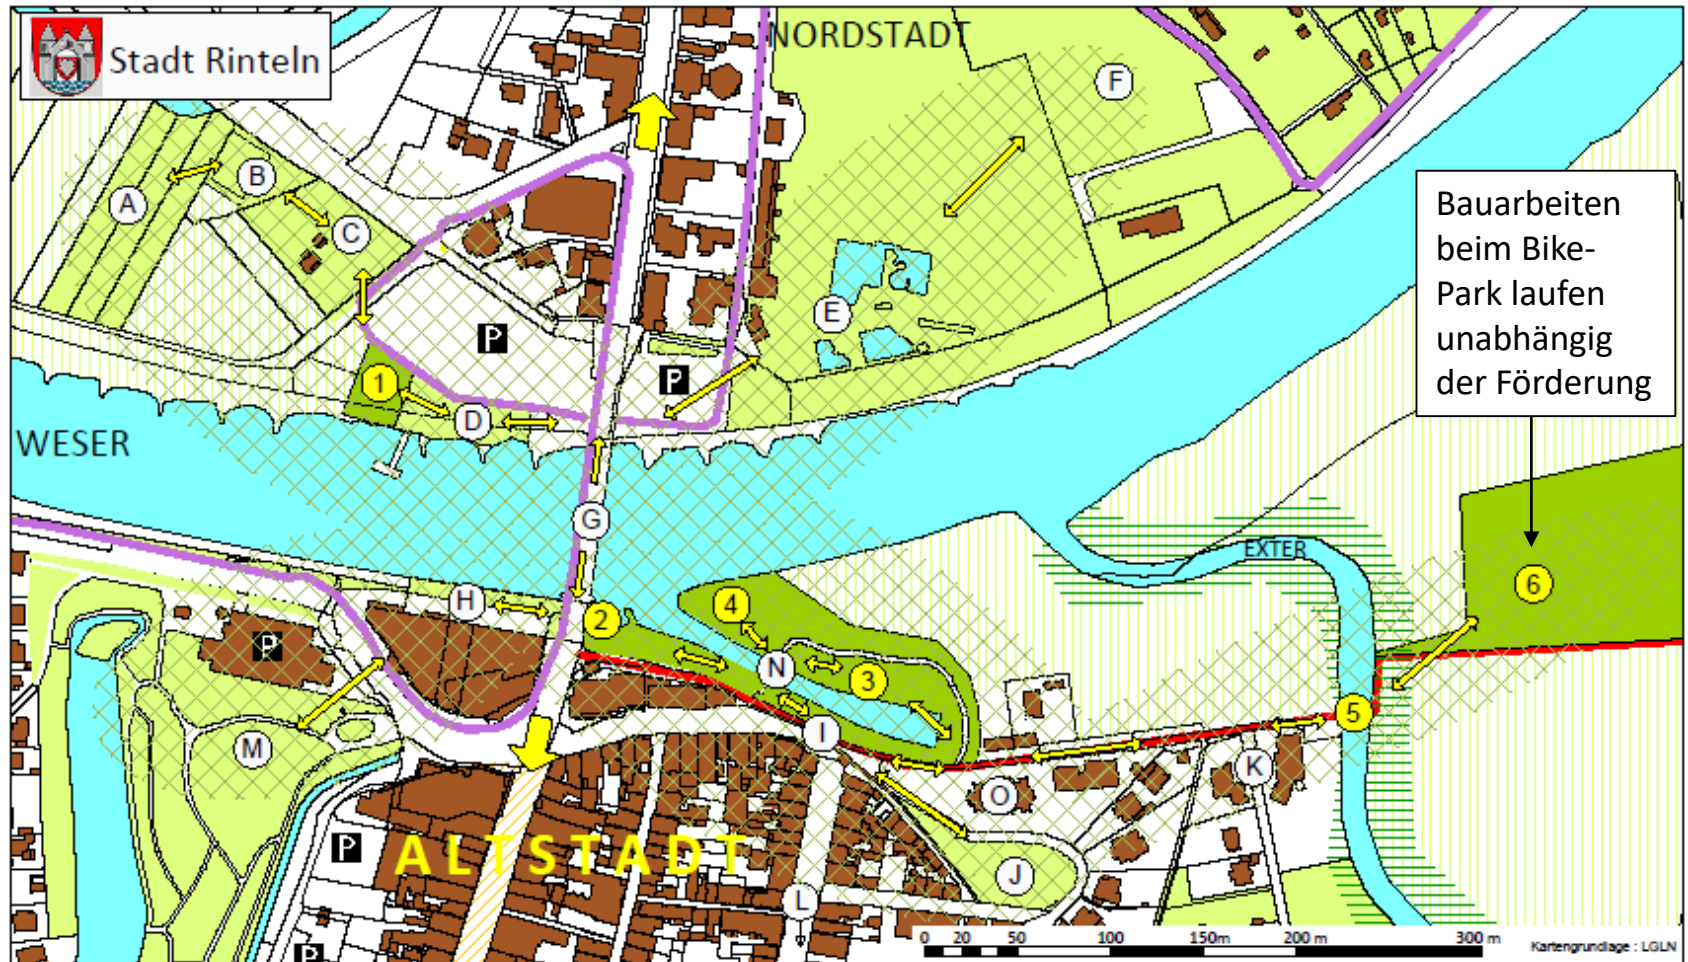 Stadt Rinteln
NORDSTADT
F
B
A
C
Bauarbeiten
beim Bike-
Park laufen
unabhängig
der Förderung
E
P
P
1
D
WESER
G
EXTER
6
H
2
4
N
3
P
5
I
M
K
O
ALTSTADT
P
J
L
P
0 20 50 100 150m 200 m 300 m
Kartengrundlage : LGLN